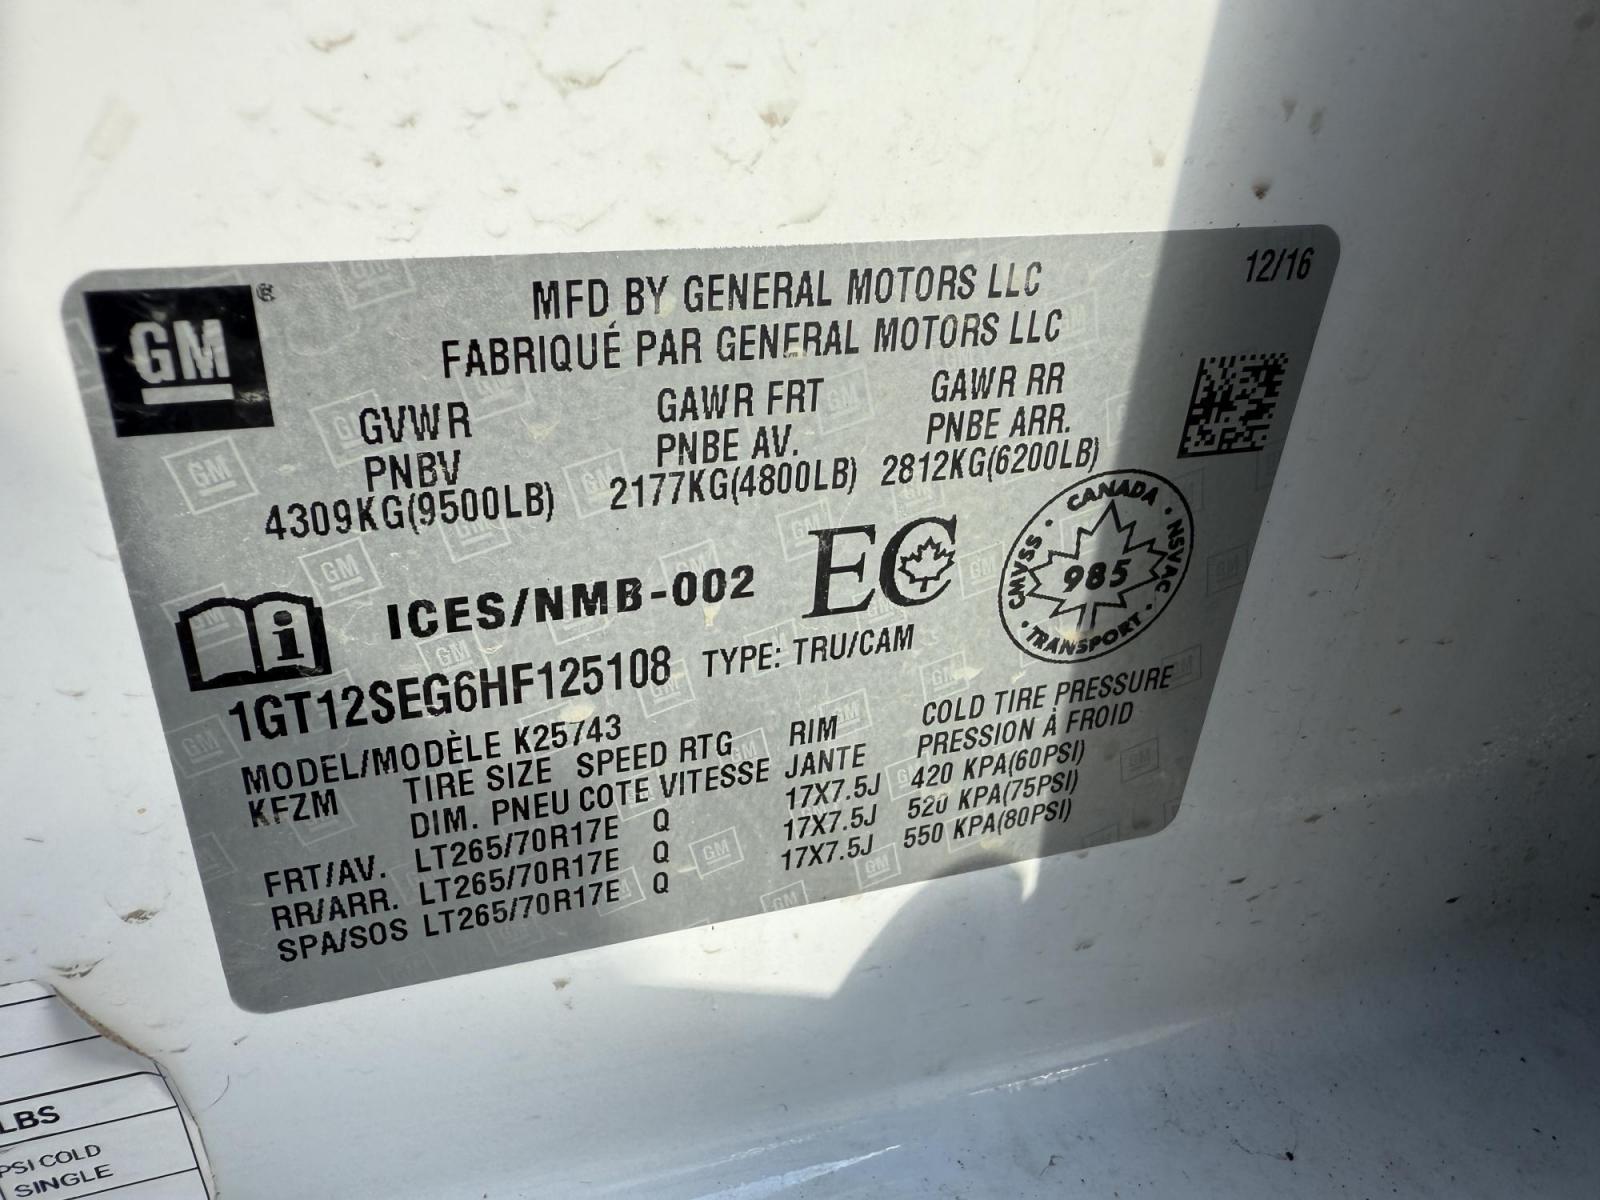 GM ®
12/16
MFD BY GENERAL MOTORS LLC
FABRIQUÉ PAR GENERAL MOTORS LLC
GVWR GAWR FRT GAWR RR
PNBV PNBE AV. PNBE ARR.
4309KG(9500LB) 2177KG(4800LB) 2812KG(6200LB)
ICES/NMB-002 EC
CANADA · NSVAC · TRANSPORT · CMVSS ·
985
1GT12SEG6HF125108 TYPE: TRU/CAM
MODEL/MODÈLE K25743
KFZM TIRE SIZE SPEED RTG RIM COLD TIRE PRESSURE
DIM. PNEU COTE VITESSE JANTE PRESSION À FROID
FRT/AV. LT265/70R17E Q 17X7.5J 420 KPA(60PSI)
RR/ARR. LT265/70R17E Q 17X7.5J 520 KPA(75PSI)
SPA/SOS LT265/70R17E Q 17X7.5J 550 KPA(80PSI)
LBS
PSI COLD
SINGLE